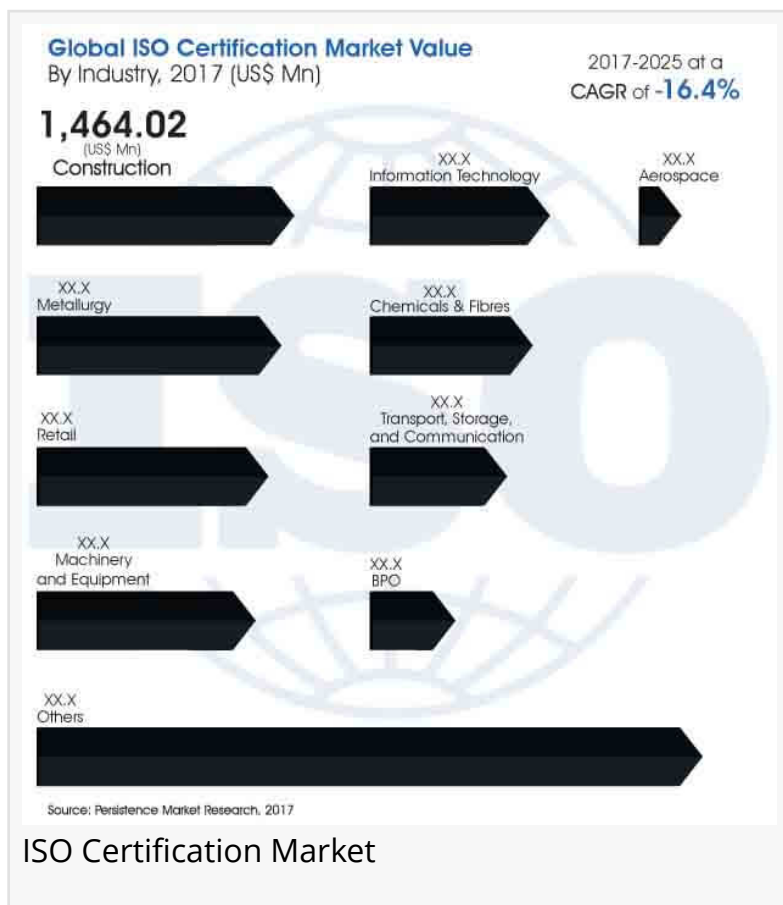 Global ISO Certification Market Value
By Industry, 2017 (US$ Mn)
2017-2025 at a
CAGR of -16.4%
1,464.02
(US$ Mn)
Construction
XX.X
Information Technology
XX.X
Aerospace
XX.X
Metallurgy
XX.X
Chemicals & Fibres
XX.X
Retail
XX.X
Transport, Storage,
and Communication
XX.X
Machinery
and Equipment
XX.X
BPO
XX.X
Others
ISO
Source: Persistence Market Research, 2017
ISO Certification Market